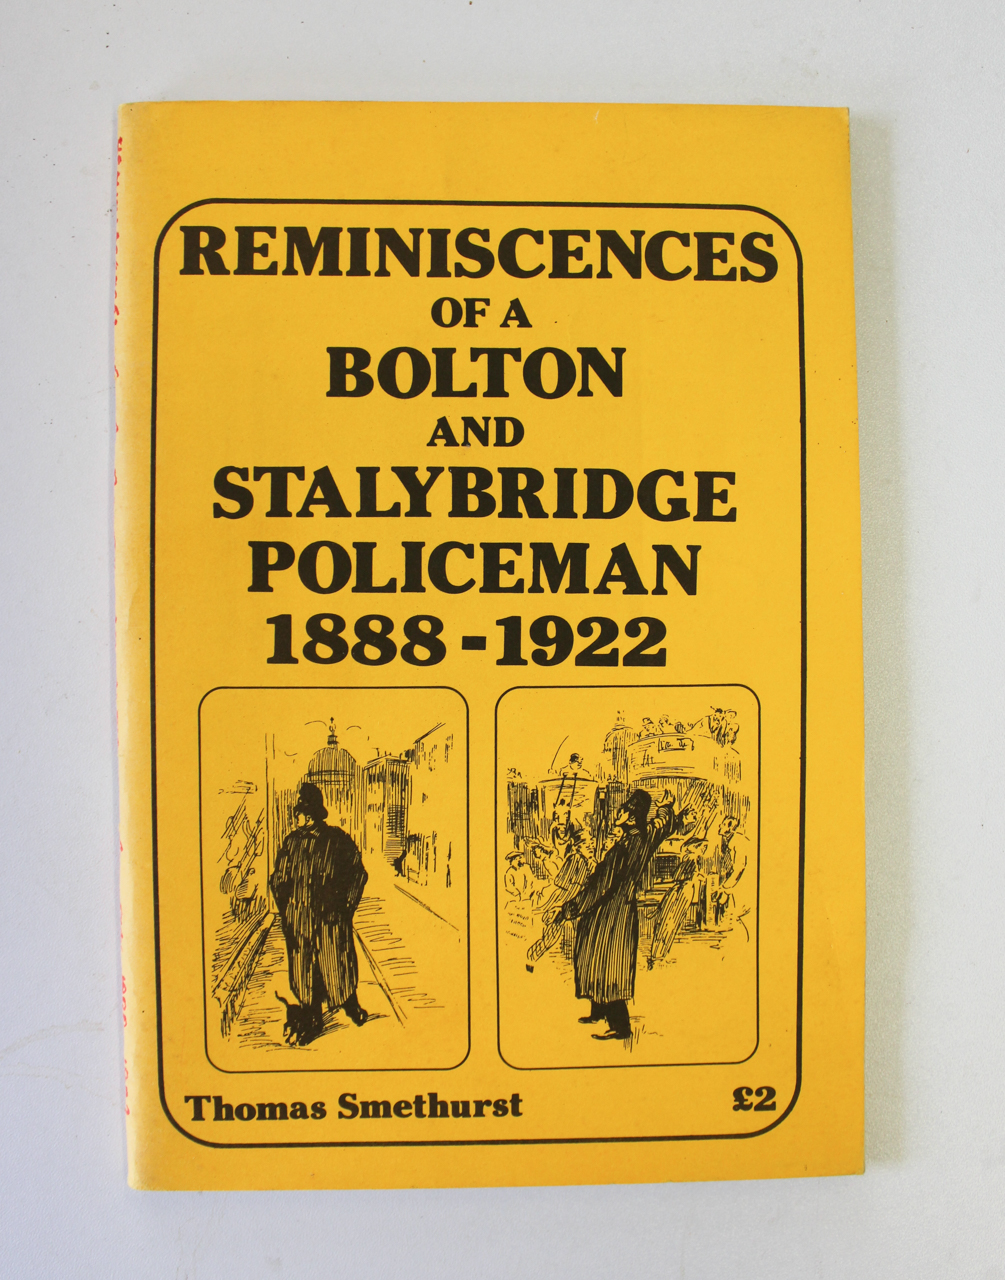 REMINISCENCES
OF A
BOLTON
AND
STALYBRIDGE
POLICEMAN
1888-1922
Thomas Smethurst
£2